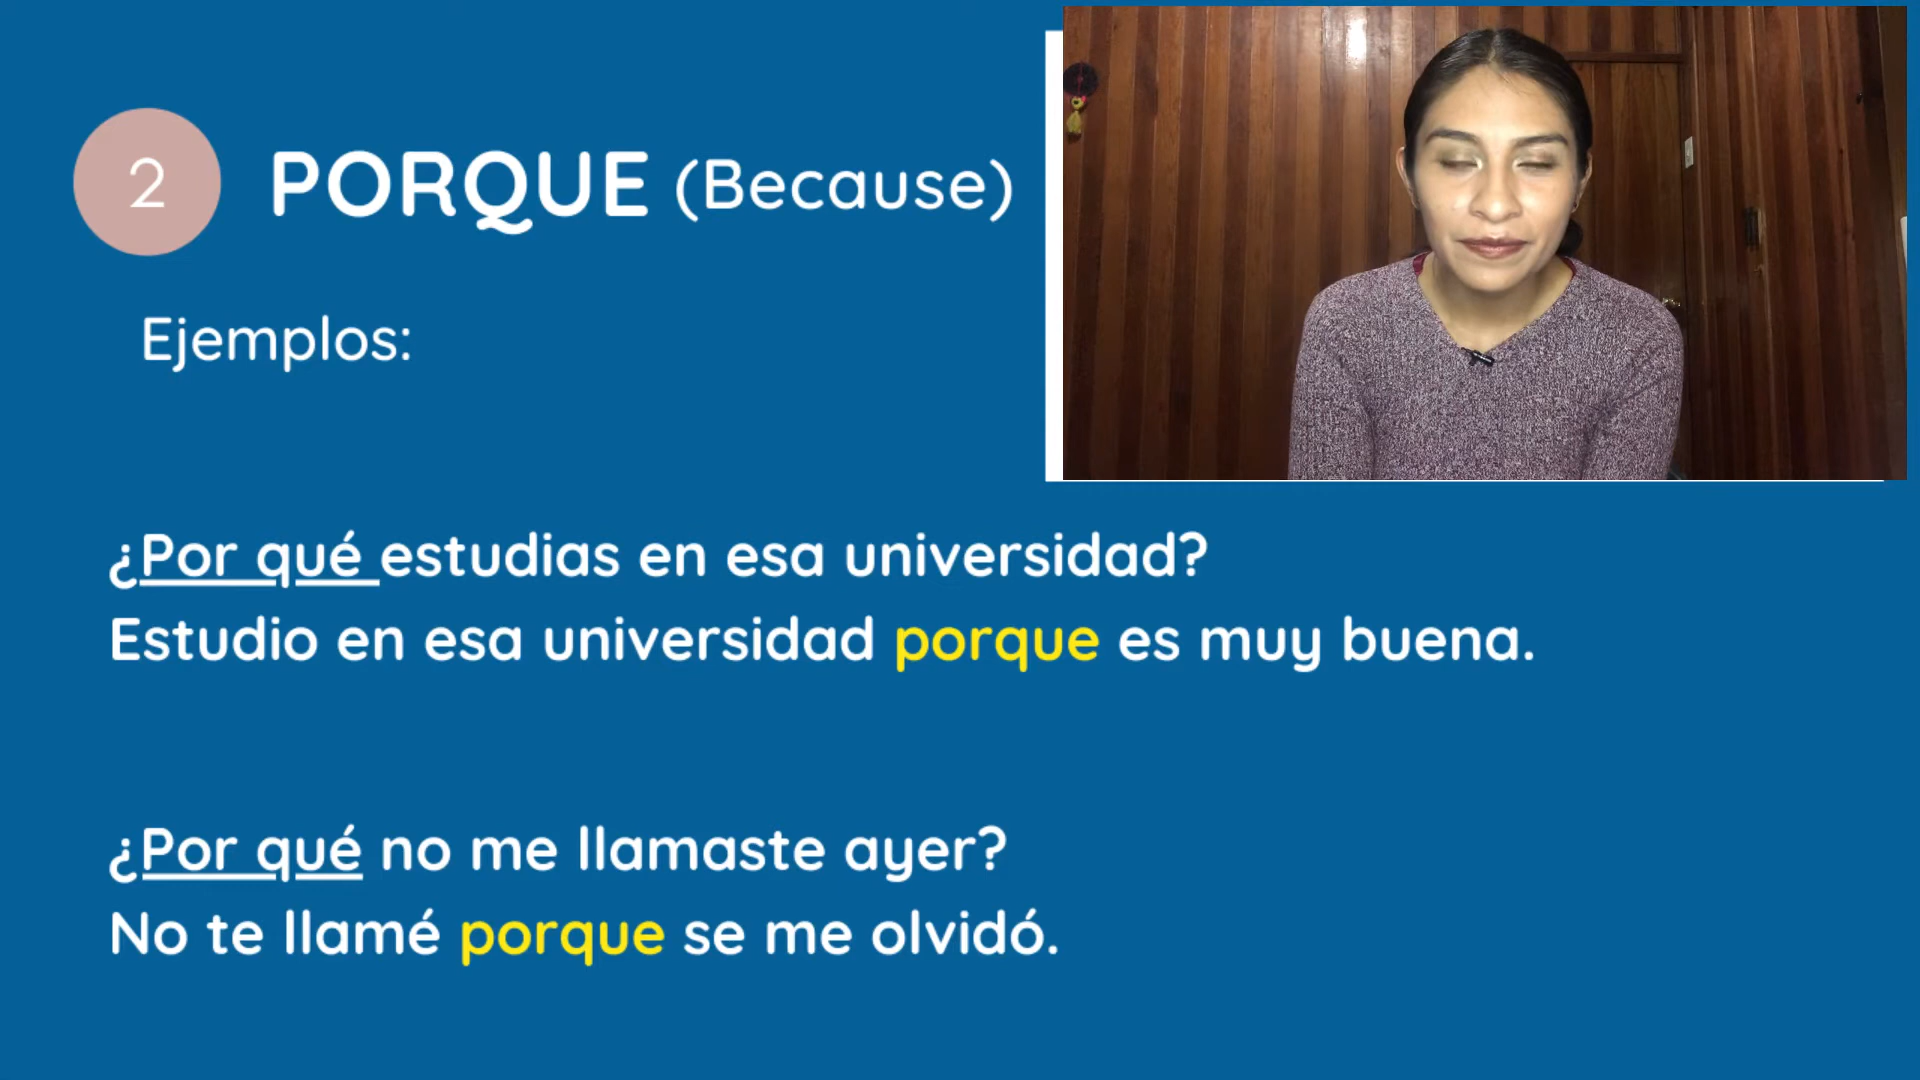 2
PORQUE (Because)
Ejemplos:
¿Por qué estudias en esa universidad?
Estudio en esa universidad porque es muy buena.
¿Por qué no me llamaste ayer?
No te llamé porque se me olvidó.